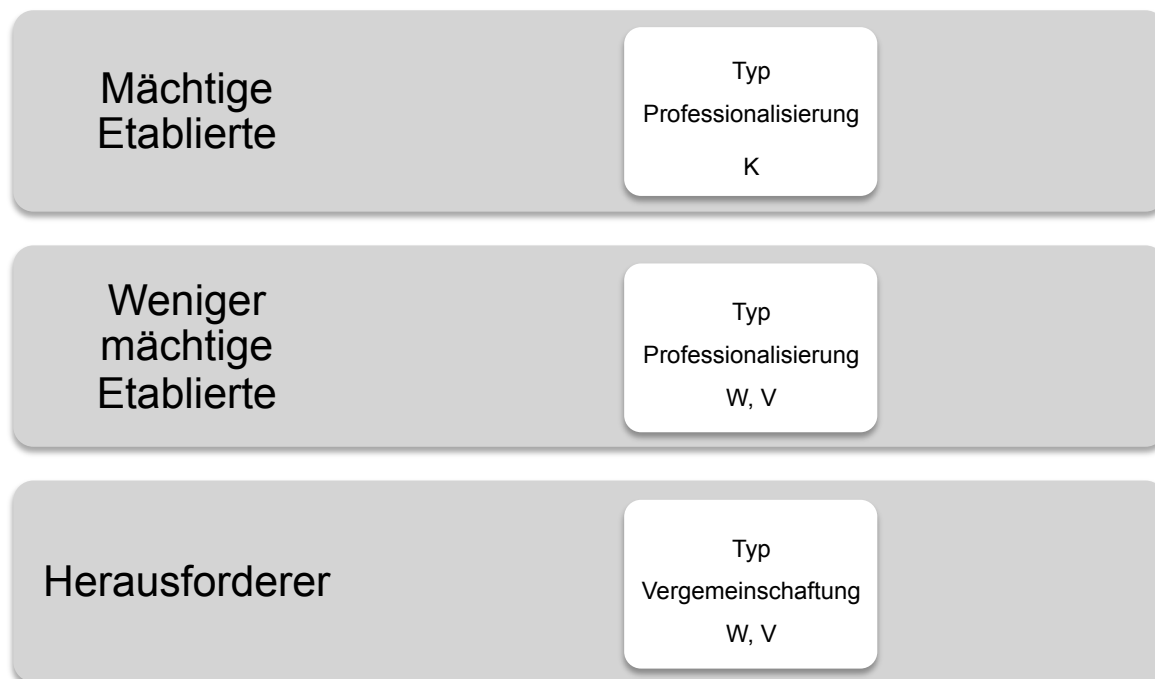 Mächtige
Etablierte
Typ
Professionalisierung
K
Weniger
mächtige
Etablierte
Typ
Professionalisierung
W, V
Herausforderer
Typ
Vergemeinschaftung
W, V